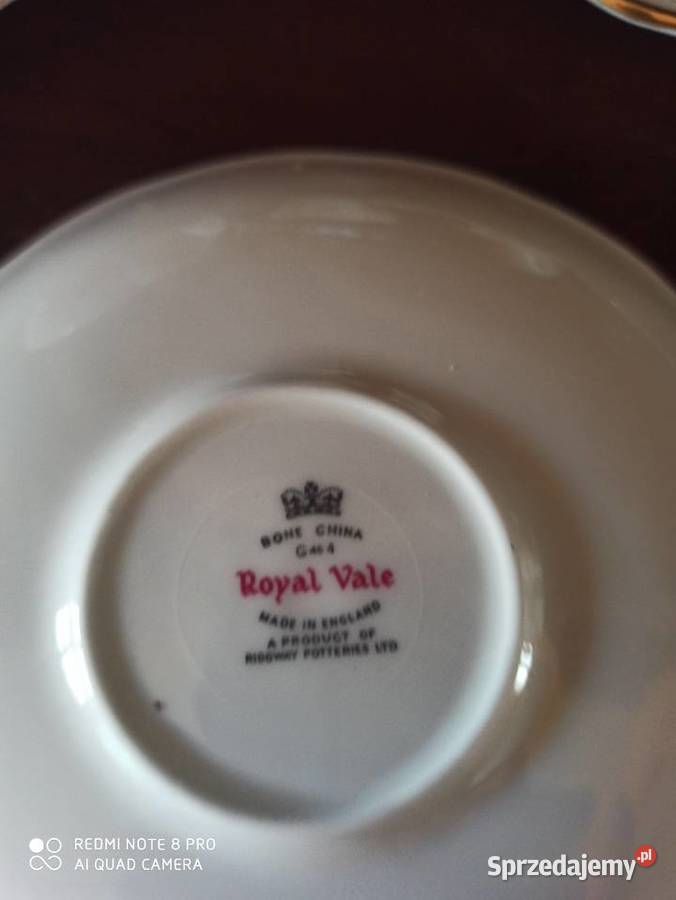 BONE CHINA
Royal Vale
MADE IN ENGLAND
A PRODUCT OF
RIDGWAY POTTERIES LTD
REDMI NOTE 8 PRO
AI QUAD CAMERA
Sprzedajemy.pl